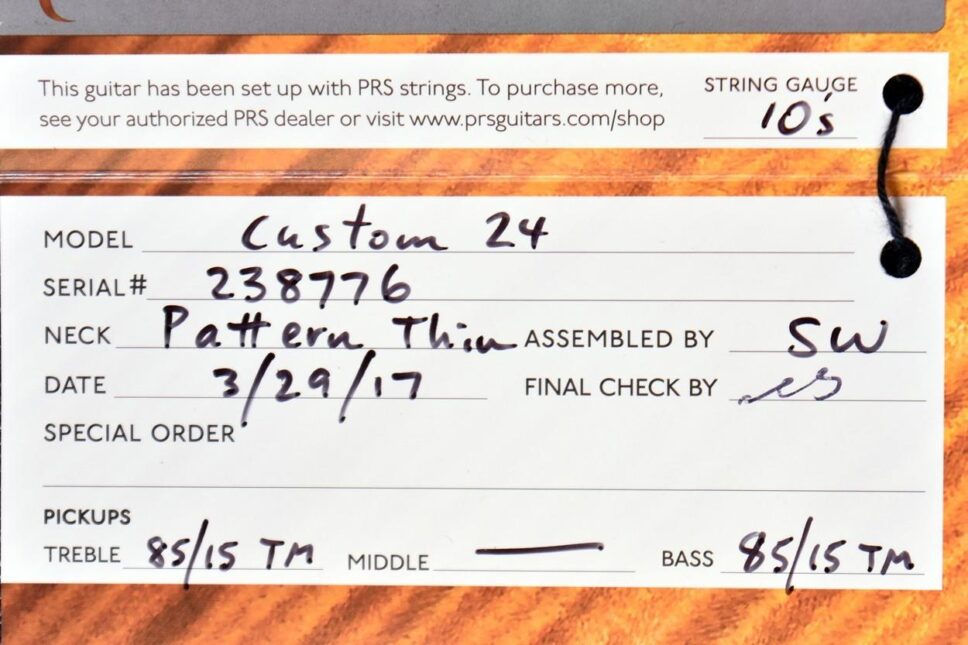 This guitar has been set up with PRS strings. To purchase more,
see your authorized PRS dealer or visit www.prsguitars.com/shop
STRING GAUGE
10's
MODEL Custom 24
SERIAL# 238776
NECK Pattern Thin ASSEMBLED BY SW
DATE 3/29/17 FINAL CHECK BY
SPECIAL ORDER
PICKUPS
TREBLE 85/15 TM MIDDLE — BASS 85/15 TM